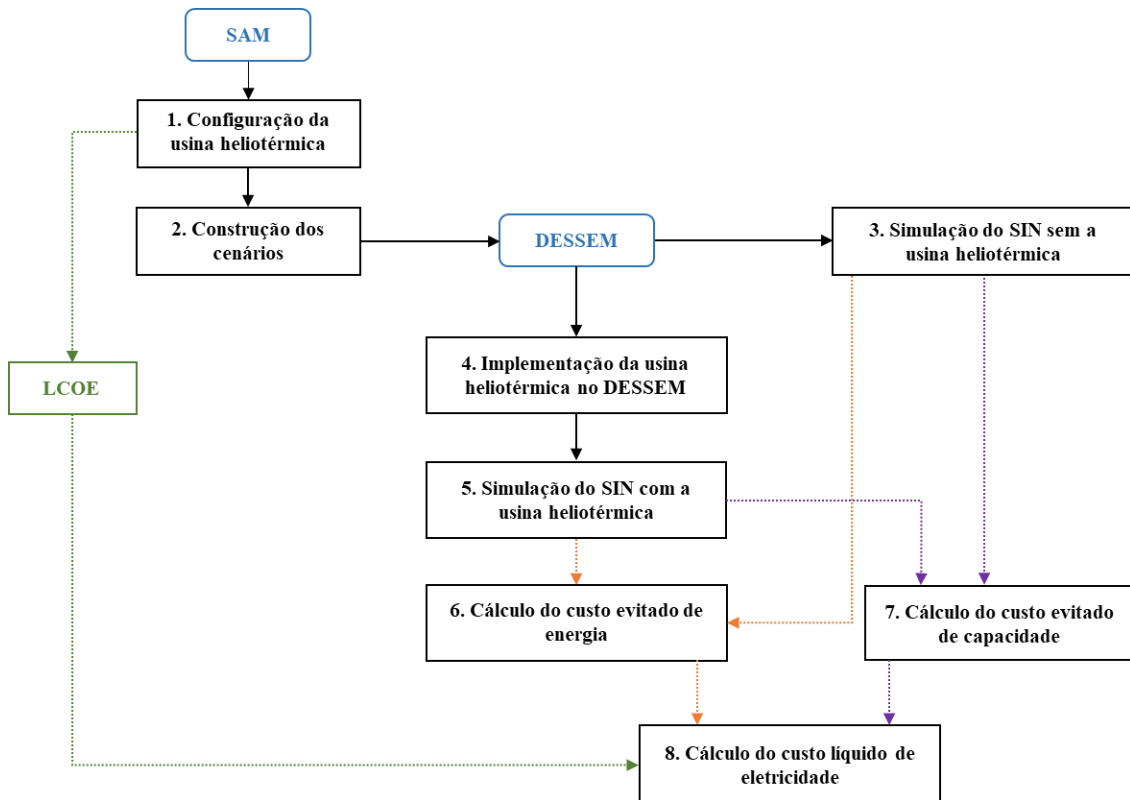 SAM
1. Configuração da
usina heliotérmica
2. Construção dos
cenários
DESSEM
3. Simulação do SIN sem a
usina heliotérmica
4. Implementação da usina
heliotérmica no DESSEM
LCOE
5. Simulação do SIN com a
usina heliotérmica
6. Cálculo do custo evitado de
energia
7. Cálculo do custo evitado
de capacidade
8. Cálculo do custo líquido de
eletricidade